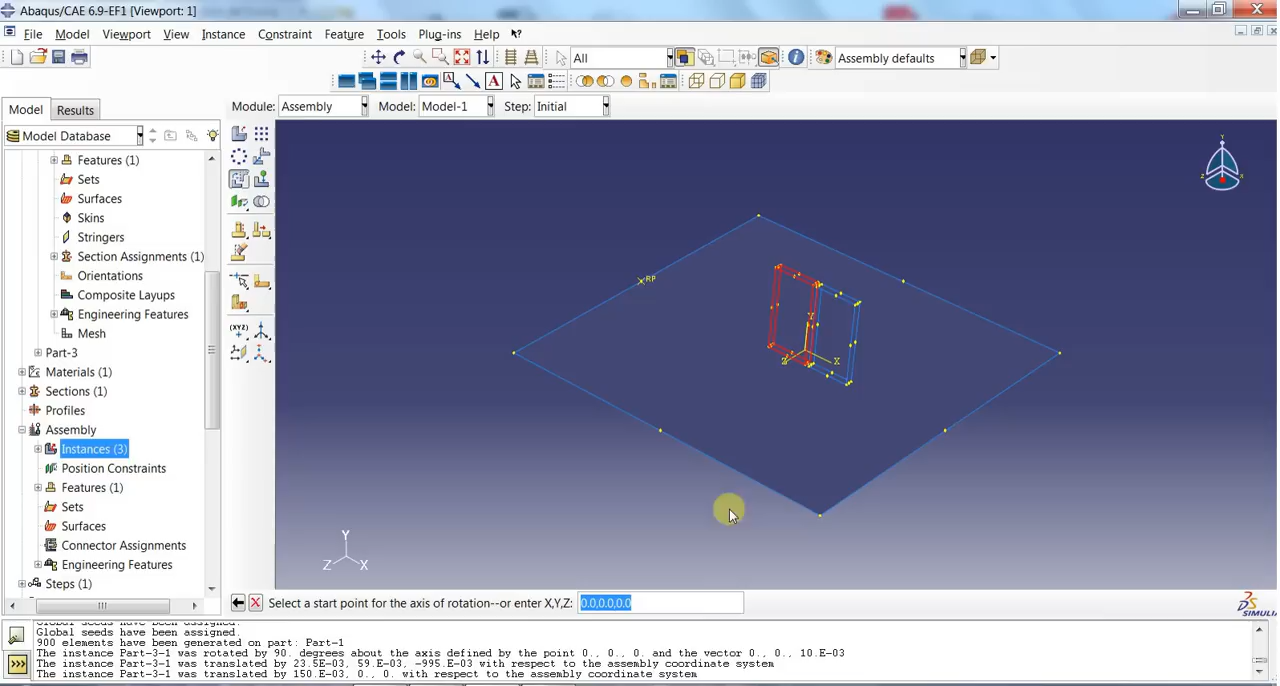 Abaqus/CAE 6.9-EF1 [Viewport: 1]
File Model Viewport View Instance Constraint Feature Tools Plug-ins Help
All
Assembly defaults
Model Results
Module: Assembly Model: Model-1 Step: Initial
Model Database
Features (1)
Sets
Surfaces
Skins
Stringers
Section Assignments (1)
Orientations
Composite Layups
Engineering Features
Mesh
Part-3
Materials (1)
Sections (1)
Profiles
Assembly
Instances (3)
Position Constraints
Features (1)
Sets
Surfaces
Connector Assignments
Engineering Features
Steps (1)
(XYZ)
A
RP
Y
Z
X
Y
Z X
Y
Z X
Select a start point for the axis of rotation--or enter X,Y,Z: 0.0,0.0,0.0
SIMULIA
Global seeds have been assigned.
Global seeds have been assigned.
900 elements have been generated on part: Part-1
The instance Part-3-1 was rotated by 90. degrees about the axis defined by the point 0., 0., 0. and the vector 0., 0., 10.E-03
The instance Part-3-1 was translated by 23.5E-03, 59.E-03, -995.E-03 with respect to the assembly coordinate system
The instance Part-3-1 was translated by 150.E-03, 0., 0. with respect to the assembly coordinate system
>>>